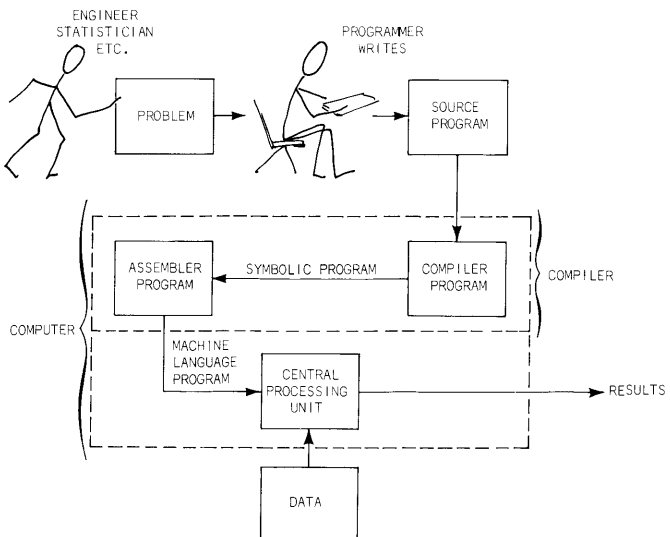 ENGINEER
STATISTICIAN
ETC.
PROGRAMMER
WRITES
PROBLEM
SOURCE
PROGRAM
ASSEMBLER
PROGRAM
SYMBOLIC PROGRAM
COMPILER
PROGRAM
COMPILER
COMPUTER
MACHINE
LANGUAGE
PROGRAM
CENTRAL
PROCESSING
UNIT
RESULTS
DATA